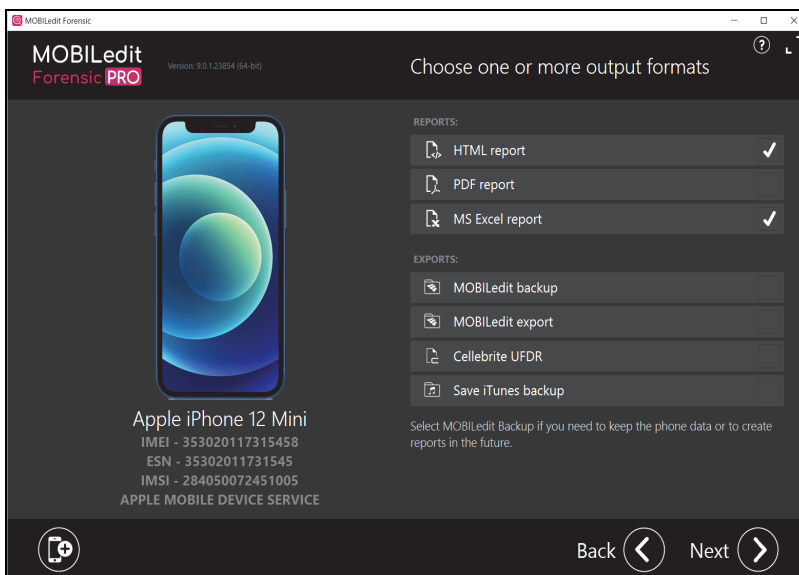 MOBILedit Forensic
MOBILedit
Forensic PRO
Version: 9.0.1.23854 (64-bit)
Choose one or more output formats
?
REPORTS:
HTML report
PDF report
MS Excel report
EXPORTS:
MOBILedit backup
MOBILedit export
Cellebrite UFDR
Save iTunes backup
Select MOBILedit Backup if you need to keep the phone data or to create
reports in the future.
Apple iPhone 12 Mini
IMEI - 353020117315458
ESN - 35302011731545
IMSI - 284050072451005
APPLE MOBILE DEVICE SERVICE
Back
Next